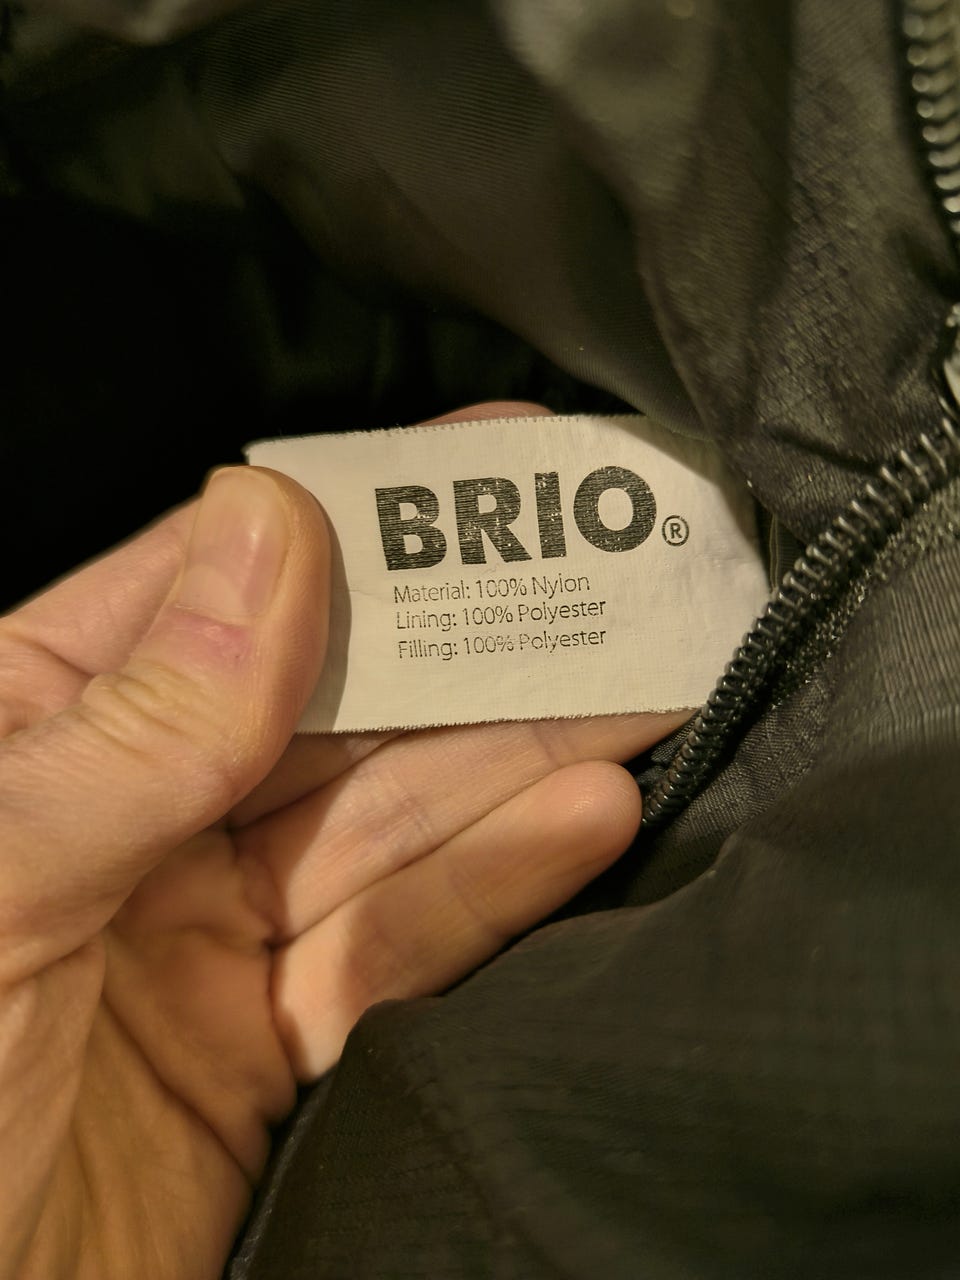 BRIO®
Material: 100% Nylon
Lining: 100% Polyester
Filling: 100% Polyester